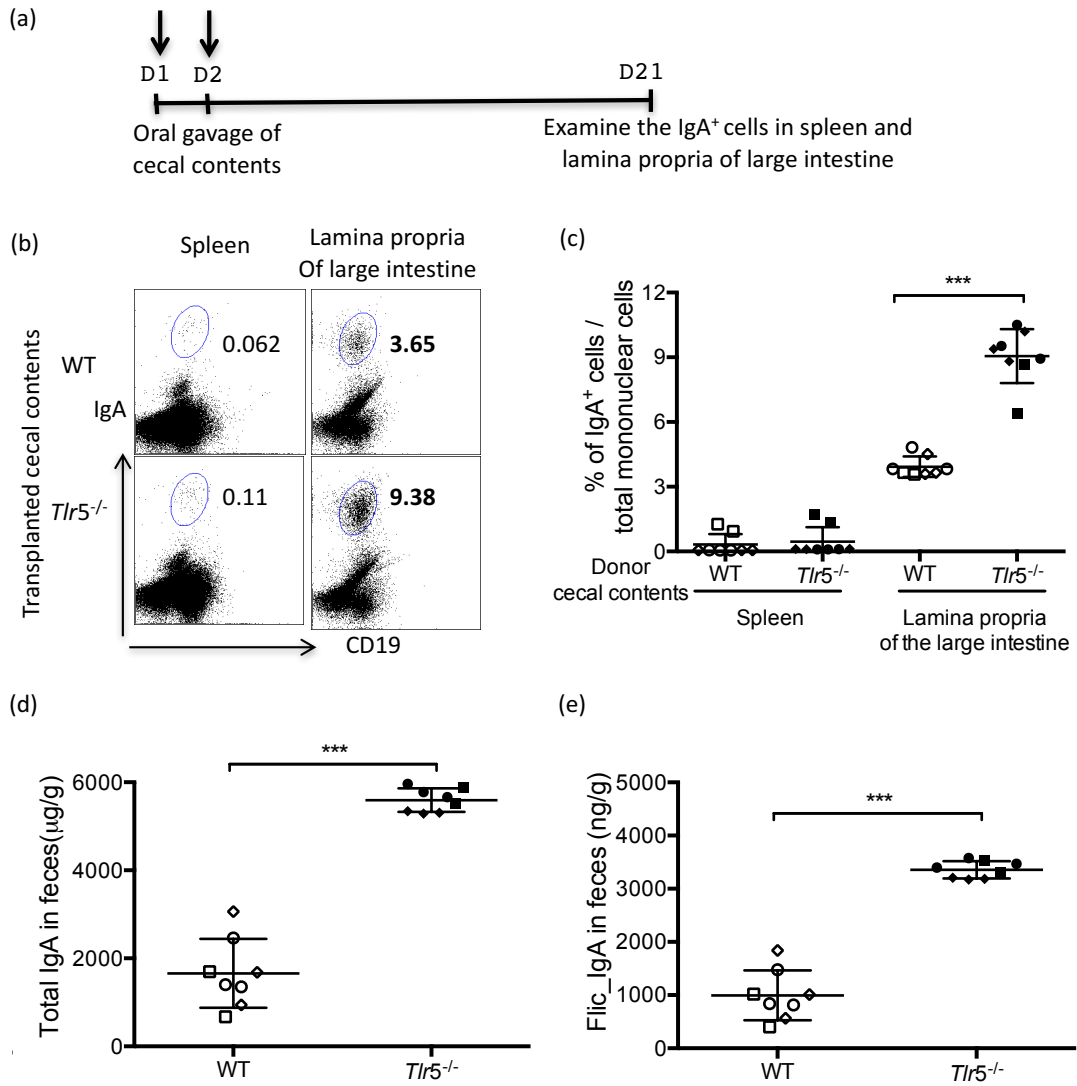 (a)
D1 D2 D21
Oral gavage of
cecal contents
Examine the IgA⁺ cells in spleen and
lamina propria of large intestine
(b)
Spleen
Lamina propria
Of large intestine
Transplanted cecal contents
WT
IgA
Tlr5⁻/⁻
0.062
3.65
0.11
9.38
CD19
(c)
***
% of IgA⁺ cells /
total mononuclear cells
12
9
6
3
0
Donor
cecal contents
WT Tlr5⁻/⁻ WT Tlr5⁻/⁻
Spleen
Lamina propria
of the large intestine
(d)
***
Total IgA in feces(μg/g)
6000
4000
2000
0
WT Tlr5⁻/⁻
(e)
***
Flic_IgA in feces (ng/g)
5000
4000
3000
2000
1000
0
WT Tlr5⁻/⁻